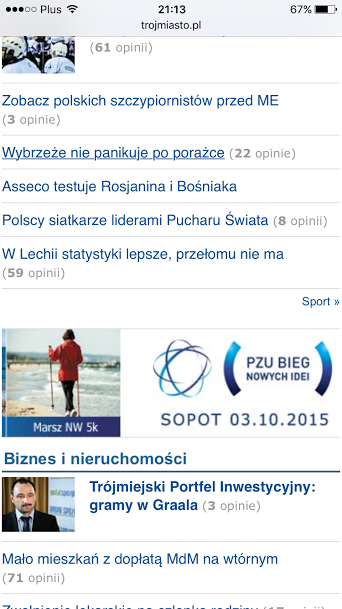 Plus 21:13 67%
trojmiasto.pl
(61 opinii)
Zobacz polskich szczypiornistów przed ME
(3 opinie)
Wybrzeże nie panikuje po porażce (22 opinie)
Asseco testuje Rosjanina i Bośniaka
Polscy siatkarze liderami Pucharu Świata (8 opinii)
W Lechii statystyki lepsze, przełomu nie ma
(59 opinii)
Sport »
PZU BIEG
NOWYCH IDEI
Marsz NW 5k
SOPOT 03.10.2015
Biznes i nieruchomości
Trójmiejski Portfel Inwestycyjny:
gramy w Graala (3 opinie)
Mało mieszkań z dopłatą MdM na wtórnym
(71 opinii)